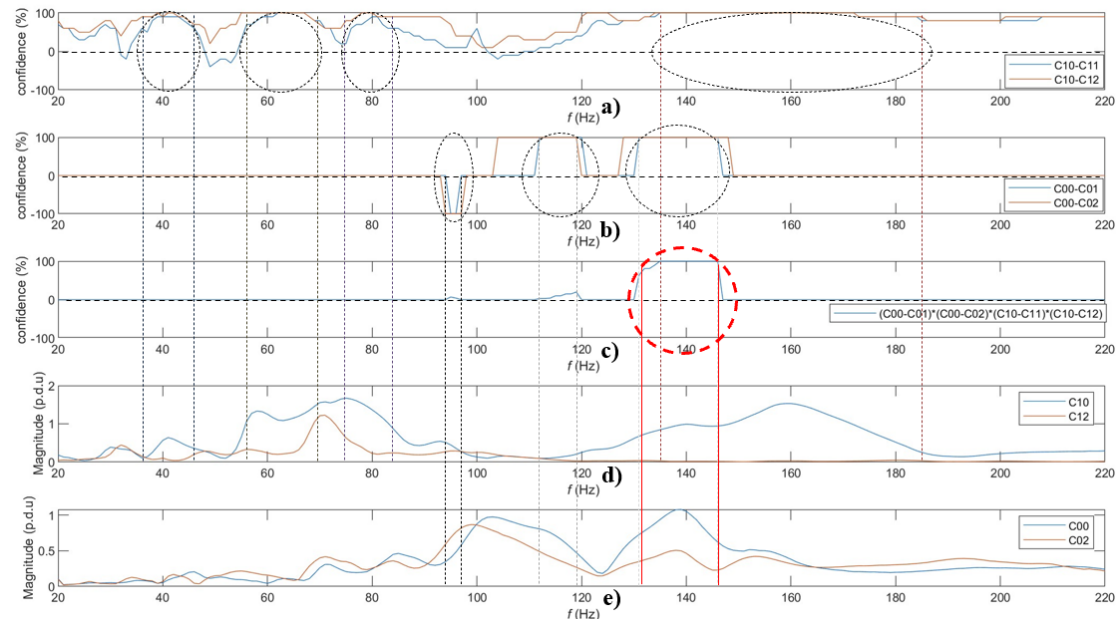 confidence (%)
100
0
-100
C10-C11
C10-C12
20 40 60 80 100 120 140 160 180 200 220
f (Hz)
a)
confidence (%)
100
0
-100
C00-C01
C00-C02
20 40 60 80 100 120 140 160 180 200 220
f (Hz)
b)
confidence (%)
100
0
-100
(C00-C01)*(C00-C02)*(C10-C11)*(C10-C12)
20 40 60 80 100 120 140 160 180 200 220
f (Hz)
c)
Magnitude (p.d.u)
2
1
0
C10
C12
20 40 60 80 100 120 140 160 180 200 220
f (Hz)
d)
Magnitude (p.d.u)
1
0.5
0
C00
C02
20 40 60 80 100 120 140 160 180 200 220
f (Hz)
e)